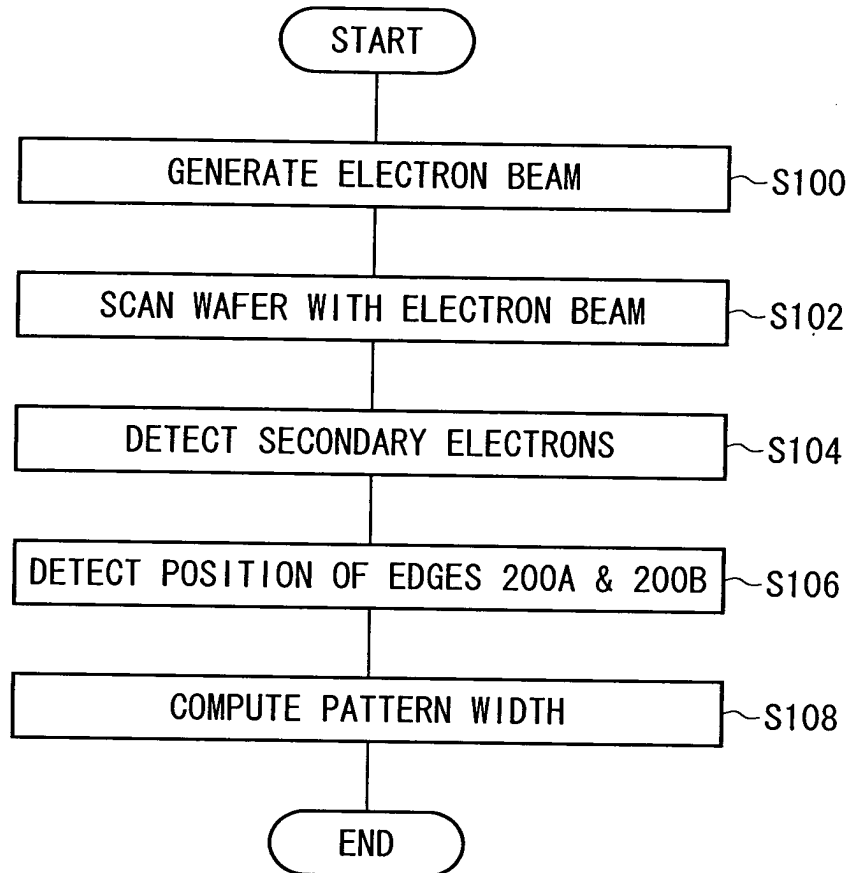 START
GENERATE ELECTRON BEAM
S100
SCAN WAFER WITH ELECTRON BEAM
S102
DETECT SECONDARY ELECTRONS
S104
DETECT POSITION OF EDGES 200A & 200B
S106
COMPUTE PATTERN WIDTH
S108
END